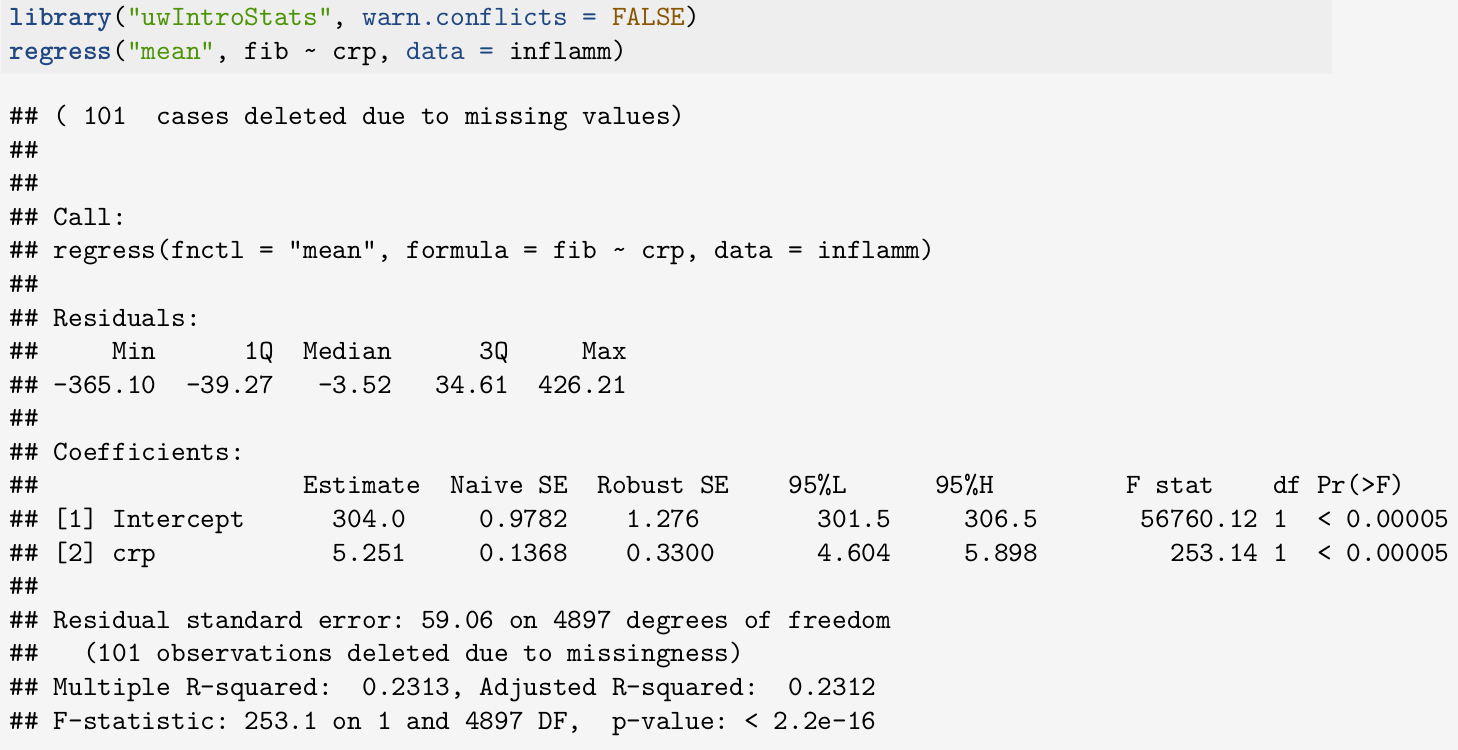 library("uwIntroStats", warn.conflicts = FALSE)
regress("mean", fib ~ crp, data = inflamm)
## ( 101  cases deleted due to missing values)
##
##
## Call:
## regress(fnctl = "mean", formula = fib ~ crp, data = inflamm)
##
## Residuals:
##     Min      1Q  Median      3Q     Max
## -365.10  -39.27   -3.52   34.61  426.21
##
## Coefficients:
##                  Estimate  Naive SE  Robust SE    95%L      95%H         F stat    df Pr(>F)
## [1] Intercept      304.0     0.9782    1.276        301.5     306.5       56760.12 1  < 0.00005
## [2] crp            5.251     0.1368    0.3300       4.604     5.898         253.14 1  < 0.00005
##
## Residual standard error: 59.06 on 4897 degrees of freedom
##   (101 observations deleted due to missingness)
## Multiple R-squared:  0.2313, Adjusted R-squared:  0.2312
## F-statistic: 253.1 on 1 and 4897 DF,  p-value: < 2.2e-16